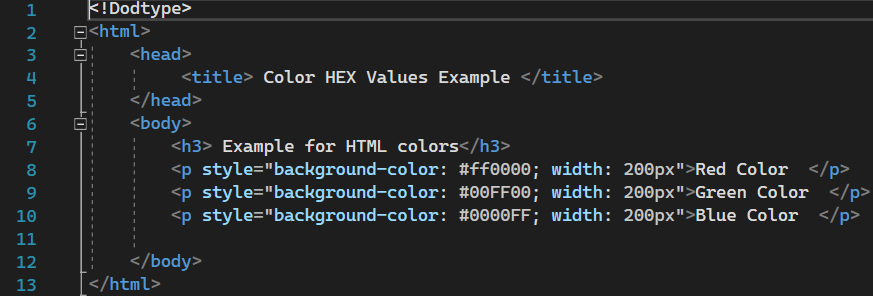 1 <!Dodtype>
2 <html>
3 <head>
4 <title> Color HEX Values Example </title>
5 </head>
6 <body>
7 <h3> Example for HTML colors</h3>
8 <p style="background-color: #ff0000; width: 200px">Red Color  </p>
9 <p style="background-color: #00FF00; width: 200px">Green Color  </p>
10 <p style="background-color: #0000FF; width: 200px">Blue Color  </p>
11
12 </body>
13 </html>